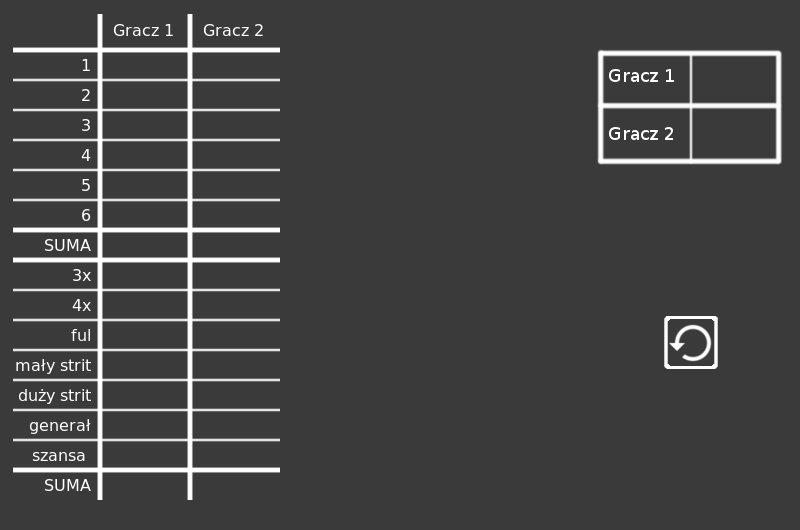 Gracz 1 Gracz 2
1
2
3
4
5
6
SUMA
3x
4x
ful
mały strit
duży strit
generał
szansa
SUMA
Gracz 1
Gracz 2